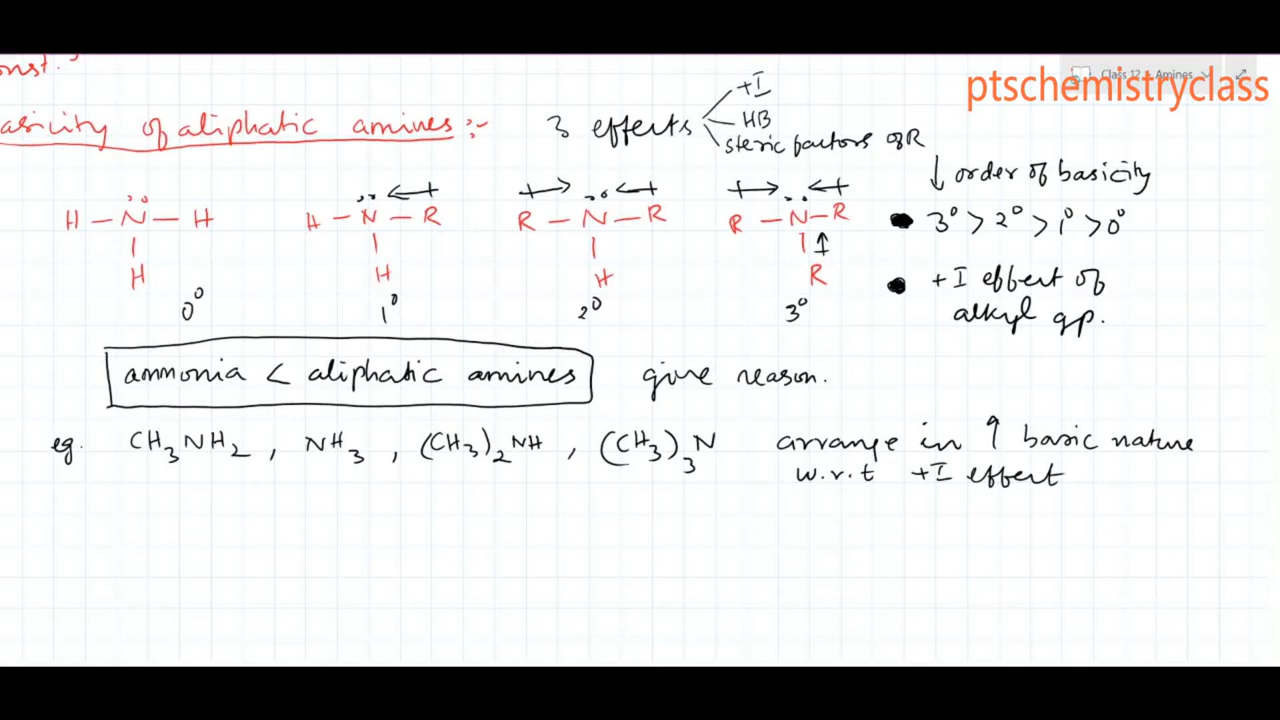 onst.
Class 12 Amines
ptschemistryclass
asicity of aliphatic amines :-
3 effects
+I
HB
steric factors of R
↓ order of basicity
3° > 2° > 1° > 0°
+I effect of
alkyl gp.
H – N̈ – H
H
0°
H – N̈ – R
H
1°
R – N̈ – R
H
2°
R – N̈ – R
R
3°
ammonia < aliphatic amines
give reason.
eg. CH₃NH₂ , NH₃ , (CH₃)₂NH , (CH₃)₃N
arrange in ↑ basic nature
w.r.t +I effect